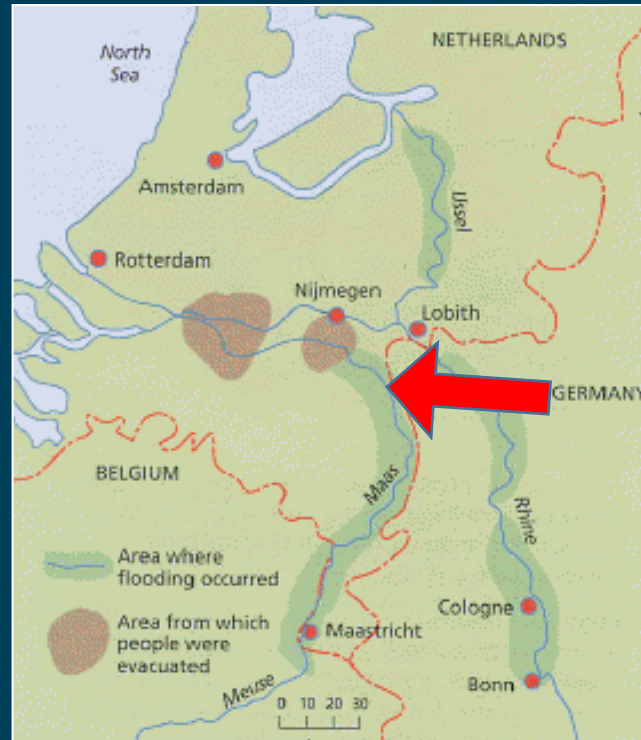 North
Sea
NETHERLANDS
Amsterdam
IJssel
Rotterdam
Nijmegen
Lobith
GERMANY
BELGIUM
Maas
Rhine
Area where
flooding occurred
Area from which
people were
evacuated
Cologne
Maastricht
Bonn
Meuse
0 10 20 30